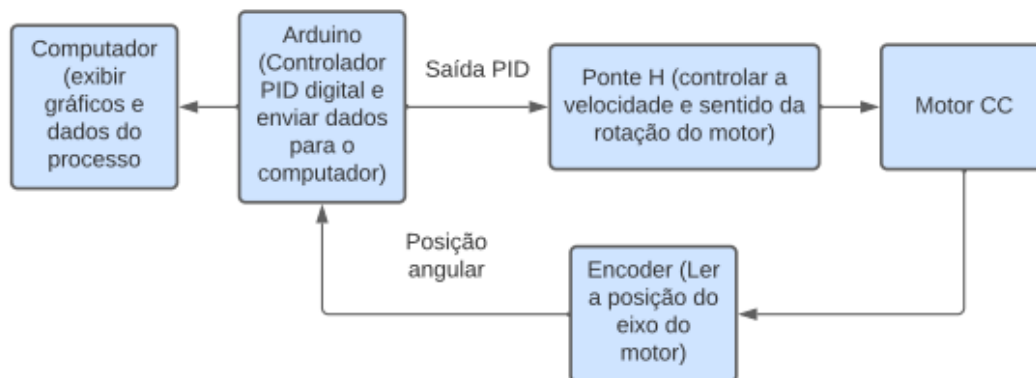 Computador
(exibir
gráficos e
dados do
processo
Arduino
(Controlador
PID digital e
enviar dados
para o
computador)
Saída PID
Ponte H (controlar a
velocidade e sentido da
rotação do motor)
Motor CC
Posição
angular
Encoder (Ler
a posição do
eixo do
motor)